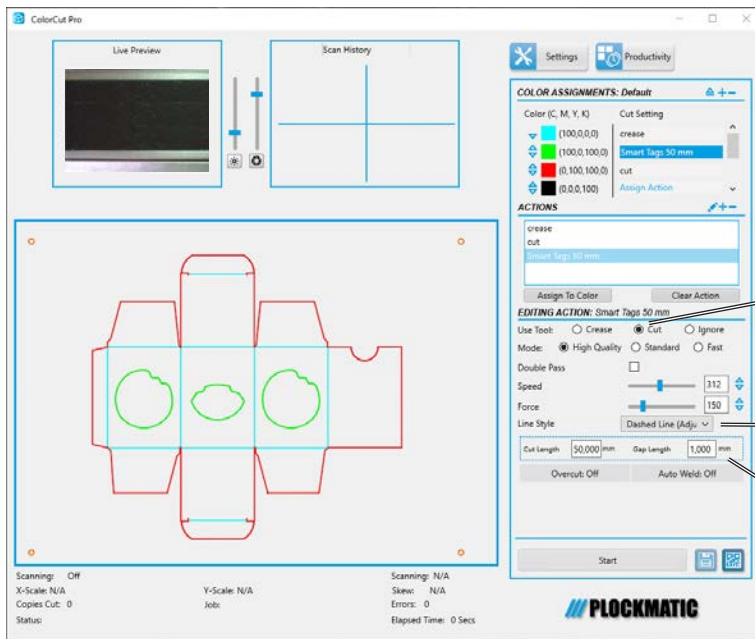 ColorCut Pro
Live Preview
Scan History
Settings
Productivity
COLOR ASSIGNMENTS: Default
Color (C, M, Y, K) Cut Setting
(100,0,0,0) crease
(100,0,100,0) Smart Tags 50 mm
(0,100,100,0) cut
(0,0,0,100) Assign Action
ACTIONS
crease
cut
Smart Tags 50 mm
Assign To Color Clear Action
EDITING ACTION: Smart Tags 50 mm
Use Tool: Crease Cut Ignore
Mode: High Quality Standard Fast
Double Pass
Speed 312
Force 150
Line Style Dashed Line (Adju
Cut Length 50,000 mm Gap Length 1,000 mm
Overcut: Off Auto Weld: Off
Start
Scanning: Off Scanning: N/A
X-Scale: N/A Y-Scale: N/A Skew: N/A
Copies Cut: 0 Job: Errors: 0
Status: Elapsed Time: 0 Secs
PLOCKMATIC